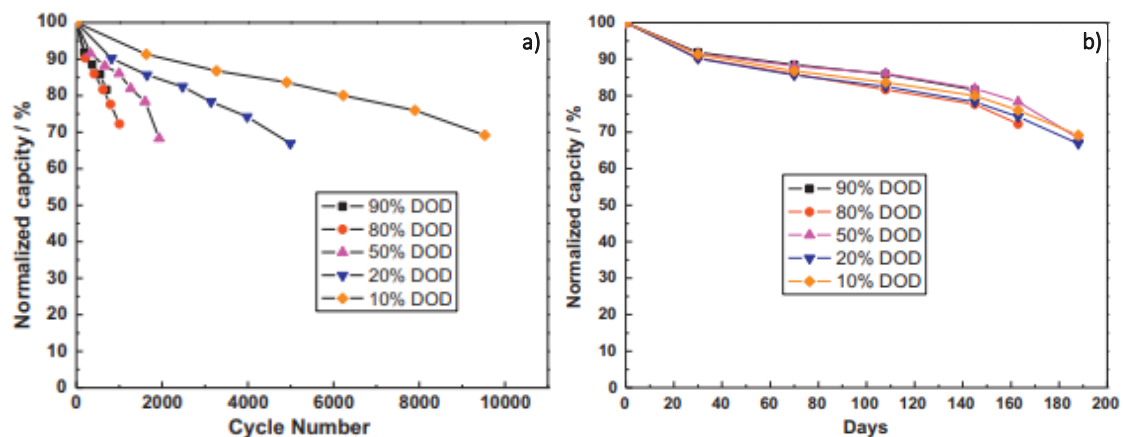 a)
Normalized capcity / %
100
90
80
70
60
50
40
30
20
10
0
90% DOD
80% DOD
50% DOD
20% DOD
10% DOD
0 2000 4000 6000 8000 10000
Cycle Number
b)
Normalized capcity / %
100
90
80
70
60
50
40
30
20
10
0
90% DOD
80% DOD
50% DOD
20% DOD
10% DOD
0 20 40 60 80 100 120 140 160 180 200
Days